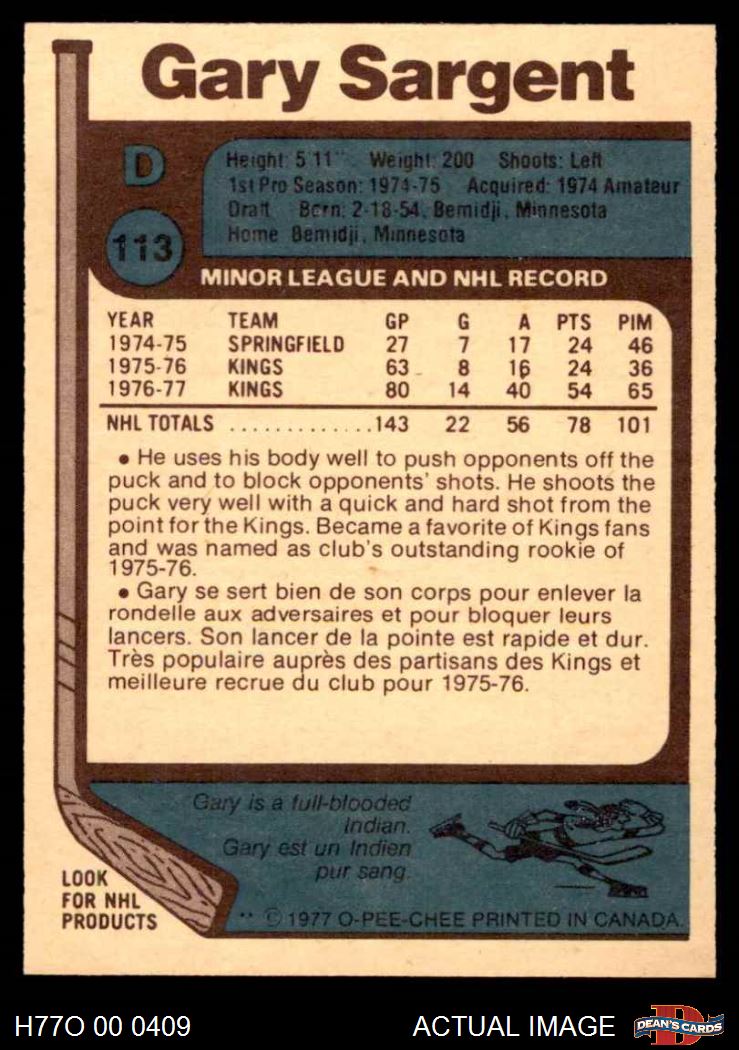 Gary Sargent
D
113
Height: 5 11" Weight: 200 Shoots: Left
1st Pro Season: 1974-75 Acquired: 1974 Amateur
Draft Born: 2-18-54, Bemidji, Minnesota
Home Bemidji, Minnesota
MINOR LEAGUE AND NHL RECORD
YEAR TEAM GP G A PTS PIM
1974-75 SPRINGFIELD 27 7 17 24 46
1975-76 KINGS 63 8 16 24 36
1976-77 KINGS 80 14 40 54 65
NHL TOTALS .............143 22 56 78 101
• He uses his body well to push opponents off the
puck and to block opponents' shots. He shoots the
puck very well with a quick and hard shot from the
point for the Kings. Became a favorite of Kings fans
and was named as club's outstanding rookie of
1975-76.
• Gary se sert bien de son corps pour enlever la
rondelle aux adversaires et pour bloquer leurs
lancers. Son lancer de la pointe est rapide et dur.
Très populaire auprès des partisans des Kings et
meilleure recrue du club pour 1975-76.
Gary is a full-blooded
Indian.
Gary est un Indien
pur sang.
LOOK
FOR NHL
PRODUCTS
** © 1977 O-PEE-CHEE PRINTED IN CANADA.
H77O 00 0409
ACTUAL IMAGE
D
DEAN'S CARDS